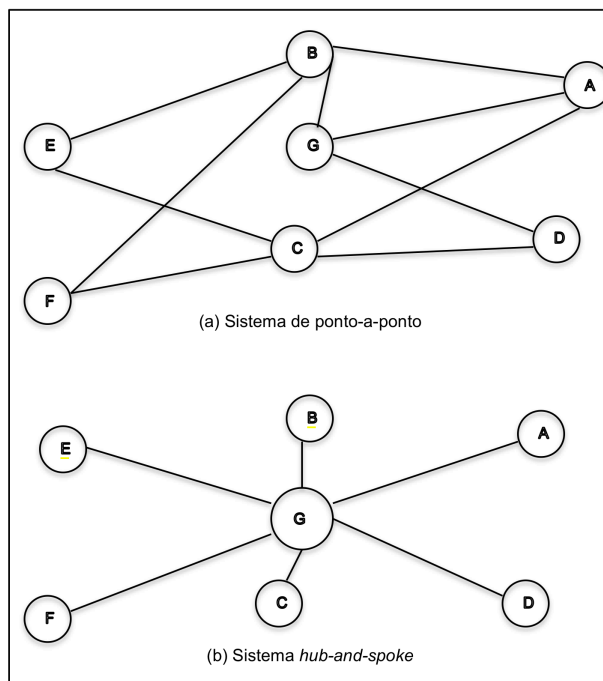 B
A
E
G
C
D
F
(a) Sistema de ponto-a-ponto
B
A
E
G
C
D
F
(b) Sistema hub-and-spoke